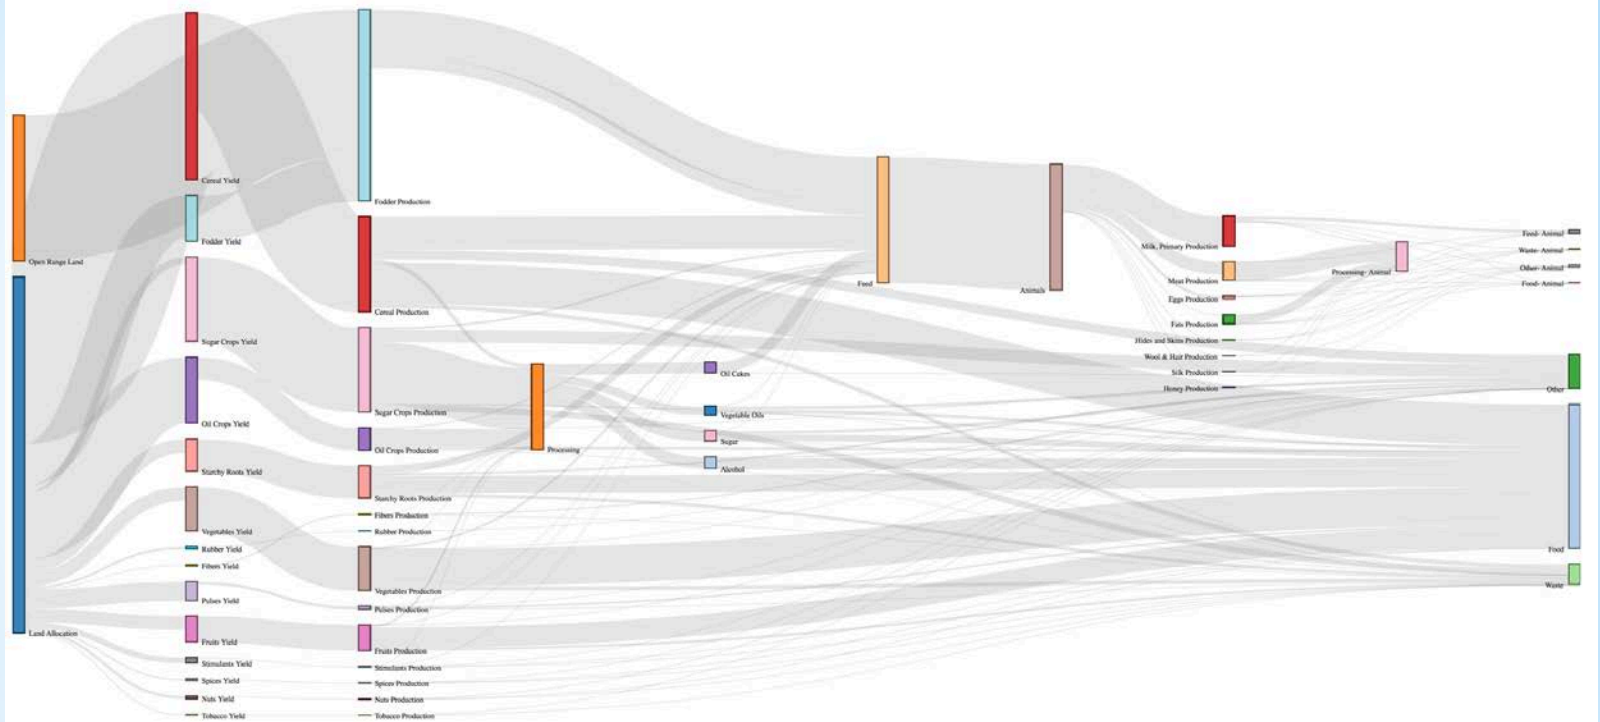 Open Range Land
Land Allocation
Cereal Yield
Fodder Yield
Sugar Crops Yield
Oil Crops Yield
Starchy Roots Yield
Vegetables Yield
Rubber Yield
Fibers Yield
Pulses Yield
Fruits Yield
Stimulants Yield
Spices Yield
Nuts Yield
Tobacco Yield
Fodder Production
Cereal Production
Sugar Crops Production
Oil Crops Production
Starchy Roots Production
Fibers Production
Rubber Production
Vegetables Production
Pulses Production
Fruits Production
Stimulants Production
Spices Production
Nuts Production
Tobacco Production
Processing
Oil Cakes
Vegetable Oils
Sugar
Alcohol
Feed
Animals
Milk, Primary Production
Meat Production
Eggs Production
Fats Production
Hides and Skins Production
Wool & Hair Production
Silk Production
Honey Production
Processing- Animal
Feed- Animal
Waste- Animal
Other- Animal
Food- Animal
Other
Food
Waste